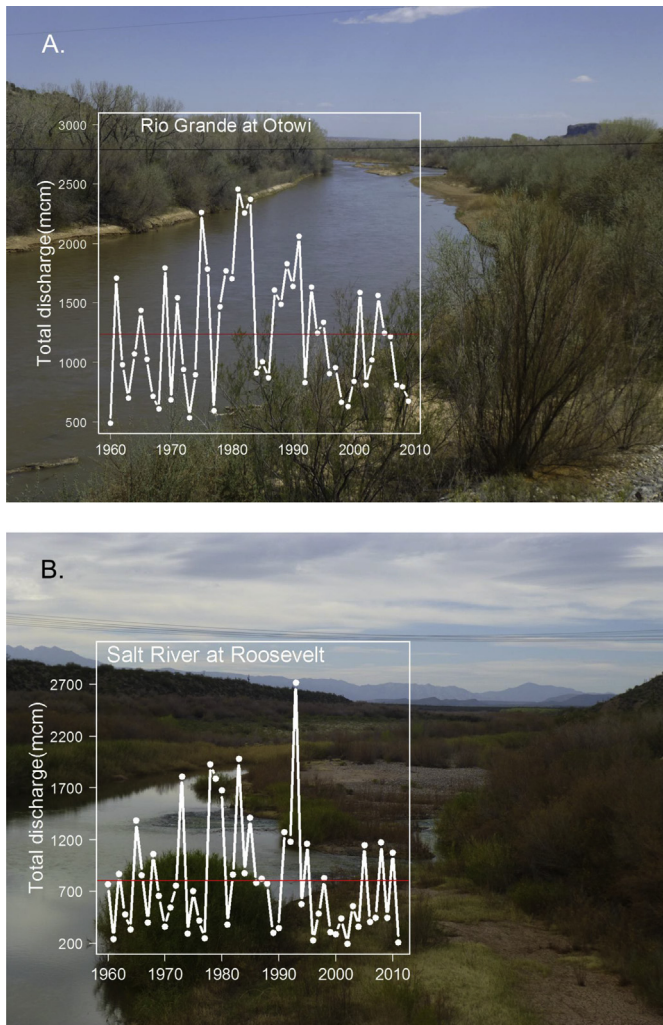 A.
Rio Grande at Otowi
3000
2500
2000
1500
1000
500
Total discharge(mcm)
1960 1970 1980 1990 2000 2010
B.
Salt River at Roosevelt
2700
2200
1700
1200
700
200
Total discharge(mcm)
1960 1970 1980 1990 2000 2010